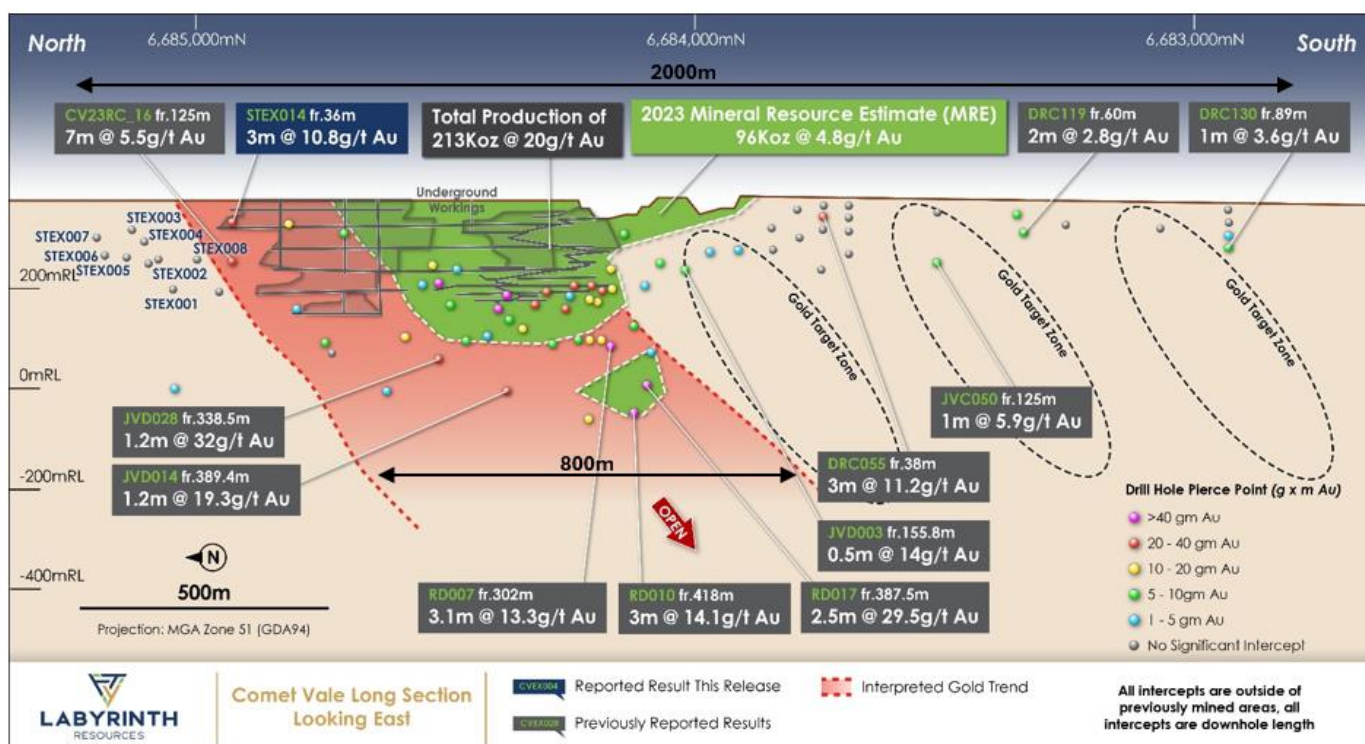 North
6,685,000mN
6,684,000mN
6,683,000mN
South
2000m
CV23RC_16 fr.125m
7m @ 5.5g/t Au
STEX014 fr.36m
3m @ 10.8g/t Au
Total Production of
213Koz @ 20g/t Au
2023 Mineral Resource Estimate (MRE)
96Koz @ 4.8g/t Au
DRC119 fr.60m
2m @ 2.8g/t Au
DRC130 fr.89m
1m @ 3.6g/t Au
Underground
Workings
STEX003
STEX007
STEX004
STEX006
STEX008
STEX005
STEX002
STEX001
200mRL
0mRL
-200mRL
-400mRL
Gold Target Zone
Gold Target Zone
Gold Target Zone
JVD028 fr.338.5m
1.2m @ 32g/t Au
JVD014 fr.389.4m
1.2m @ 19.3g/t Au
800m
JVC050 fr.125m
1m @ 5.9g/t Au
DRC055 fr.38m
3m @ 11.2g/t Au
JVD003 fr.155.8m
0.5m @ 14g/t Au
OPEN
RD007 fr.302m
3.1m @ 13.3g/t Au
RD010 fr.418m
3m @ 14.1g/t Au
RD017 fr.387.5m
2.5m @ 29.5g/t Au
N
500m
Projection: MGA Zone 51 (GDA94)
Drill Hole Pierce Point (g x m Au)
>40 gm Au
20 - 40 gm Au
10 - 20 gm Au
5 - 10gm Au
1 - 5 gm Au
No Significant Intercept
LABYRINTH
RESOURCES
Comet Vale Long Section
Looking East
CVEX004
Reported Result This Release
CVEX028
Previously Reported Results
Interpreted Gold Trend
All intercepts are outside of
previously mined areas, all
intercepts are downhole length